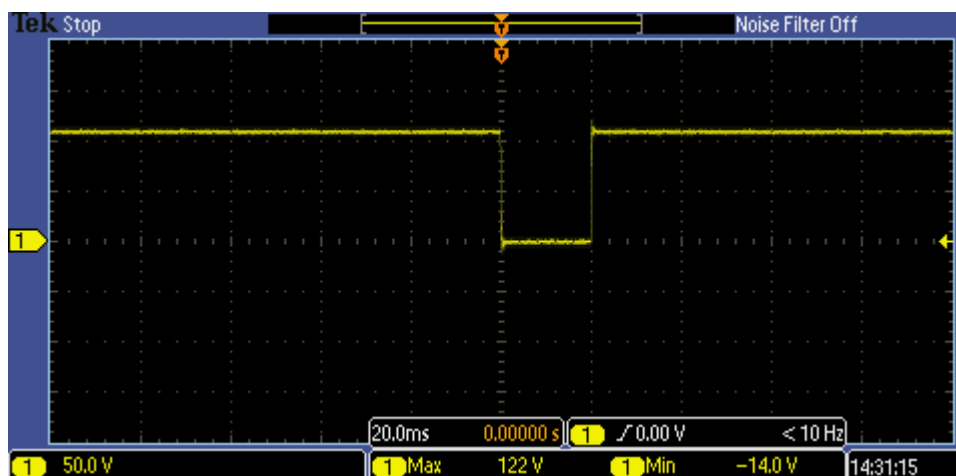 Tek Stop Noise Filter Off
T
T
1
20.0ms 0.00000 s 1 0.00 V < 10 Hz
1 50.0 V 1 Max 122 V 1 Min −14.0 V 14:31:15